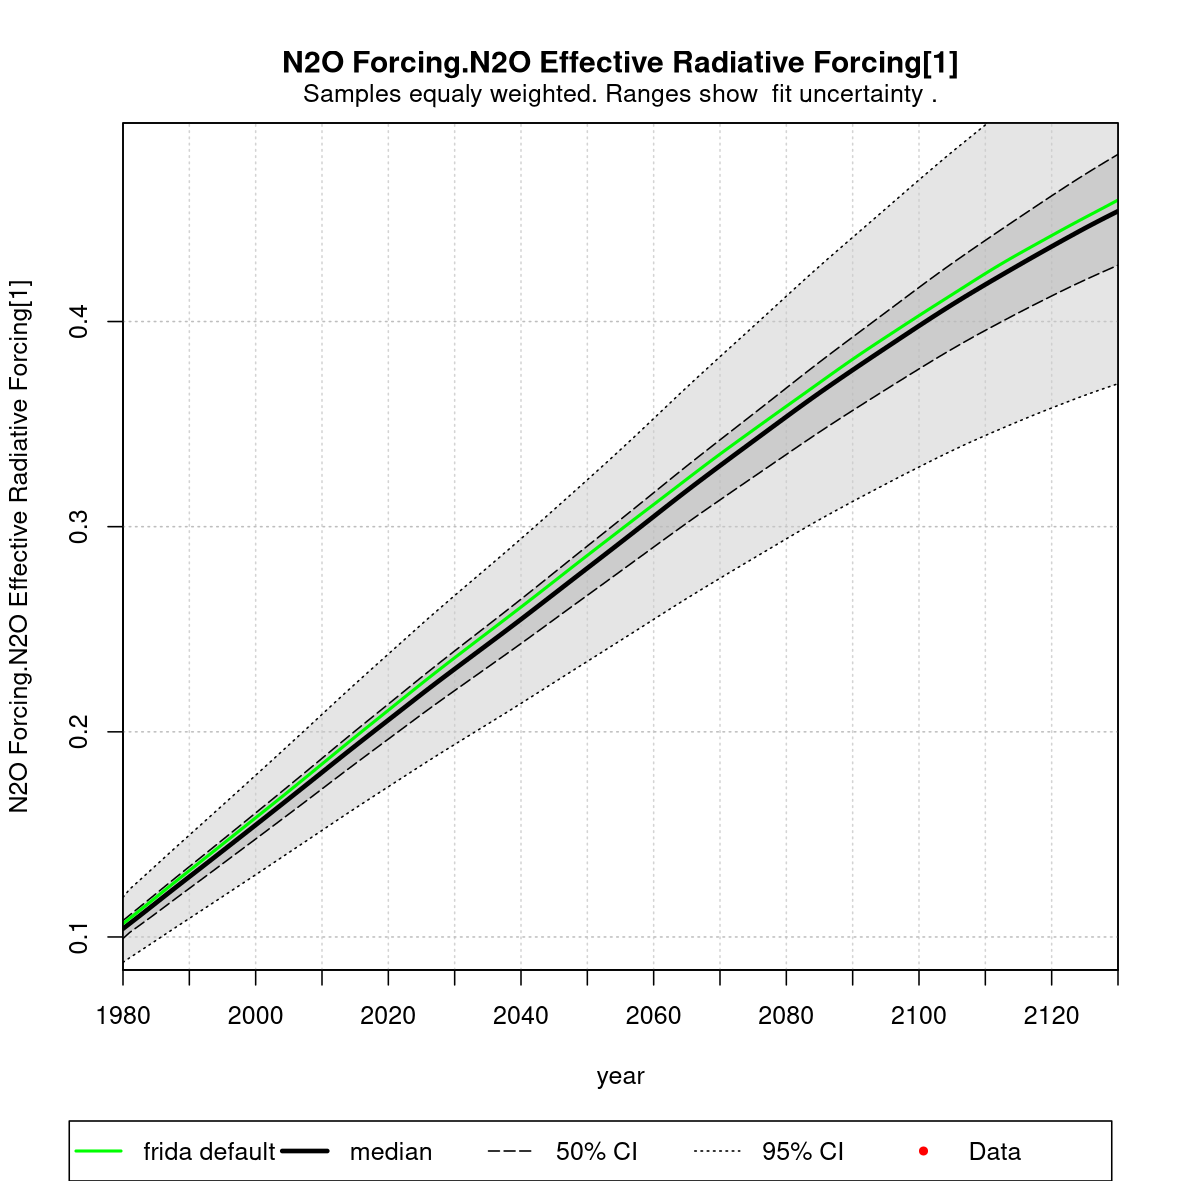 N2O Forcing.N2O Effective Radiative Forcing[1]
Samples equaly weighted. Ranges show  fit uncertainty .
N2O Forcing.N2O Effective Radiative Forcing[1]
0.4
0.3
0.2
0.1
1980 2000 2020 2040 2060 2080 2100 2120
year
frida default median 50% CI 95% CI Data